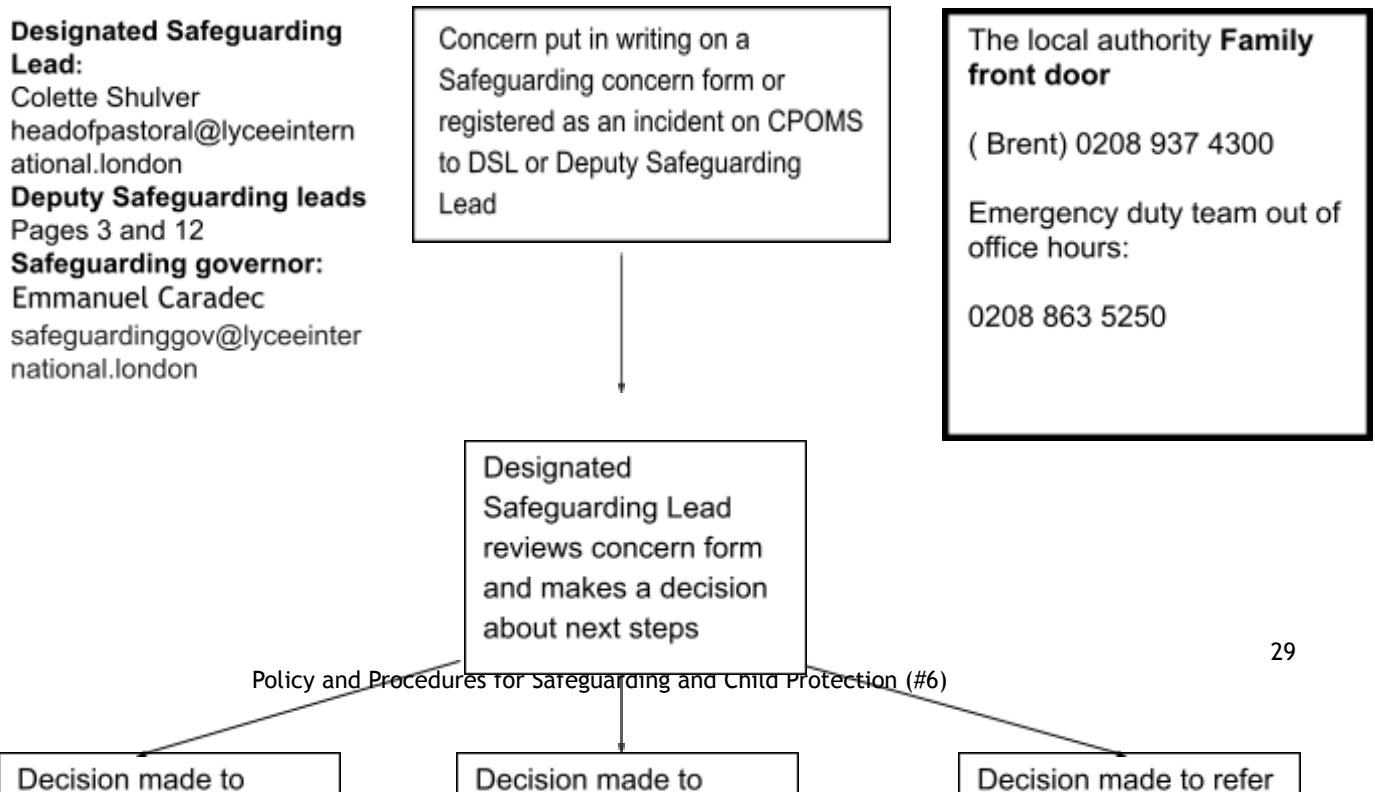 Designated Safeguarding
Lead:
Colette Shulver
headofpastoral@lyceeintern
ational.london
Deputy Safeguarding leads
Pages 3 and 12
Safeguarding governor:
Emmanuel Caradec
safeguardinggov@lyceeinter
national.london
Concern put in writing on a
Safeguarding concern form or
registered as an incident on CPOMS
to DSL or Deputy Safeguarding
Lead
The local authority Family
front door
( Brent) 0208 937 4300
Emergency duty team out of
office hours:
0208 863 5250
Designated
Safeguarding Lead
reviews concern form
and makes a decision
about next steps
29
Policy and Procedures for Safeguarding and Child Protection (#6)
Decision made to
Decision made to
Decision made to refer